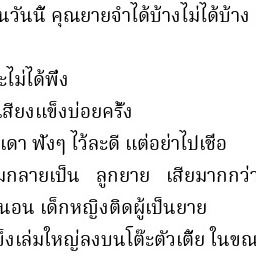 นวันนี้ คุณยายจำได้บ้างไม่ได้บ้าง
ะไม่ได้พึ่ง
เสียงแข็งบ่อยครั้ง
เดา ฟังๆ ไว้ละดี แต่อย่าไปเชื่อ
มกลายเป็น ลูกยาย เสียมากกว่า
นอน เด็กหญิงติดผู้เป็นยาย
ข็งเล่มใหญ่ลงบนโต๊ะตัวเตี้ย ในขณ